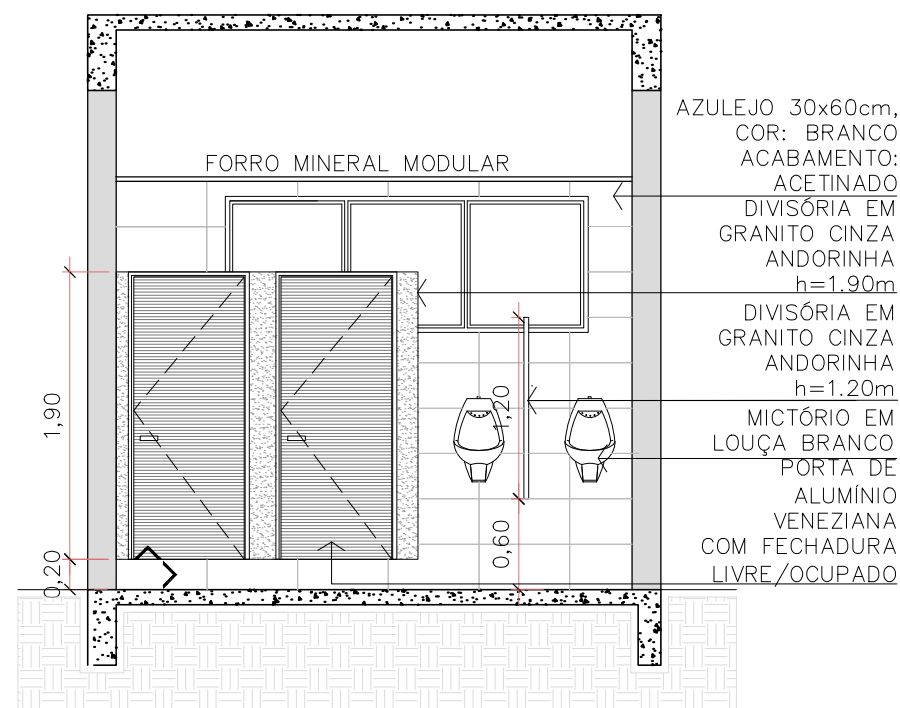 FORRO MINERAL MODULAR
AZULEJO 30x60cm,
COR: BRANCO
ACABAMENTO:
ACETINADO
DIVISÓRIA EM
GRANITO CINZA
ANDORINHA
h=1.90m
DIVISÓRIA EM
GRANITO CINZA
ANDORINHA
h=1.20m
MICTÓRIO EM
LOUÇA BRANCO
PORTA DE
ALUMÍNIO
VENEZIANA
COM FECHADURA
LIVRE/OCUPADO
1,90
0,20
1,20
0,60